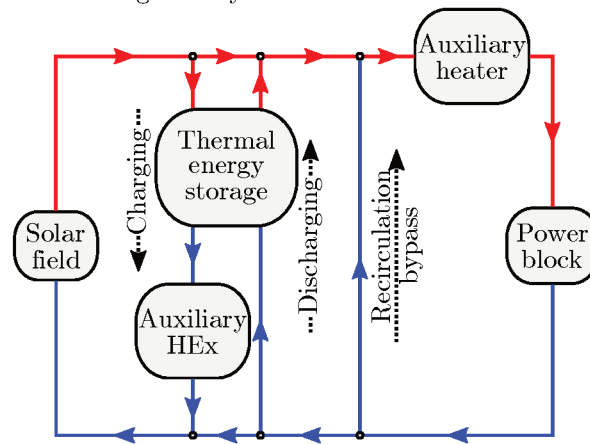 Auxiliary
heater
Thermal
energy
storage
Charging
Discharging
Recirculation
bypass
Solar
field
Power
block
Auxiliary
HEx